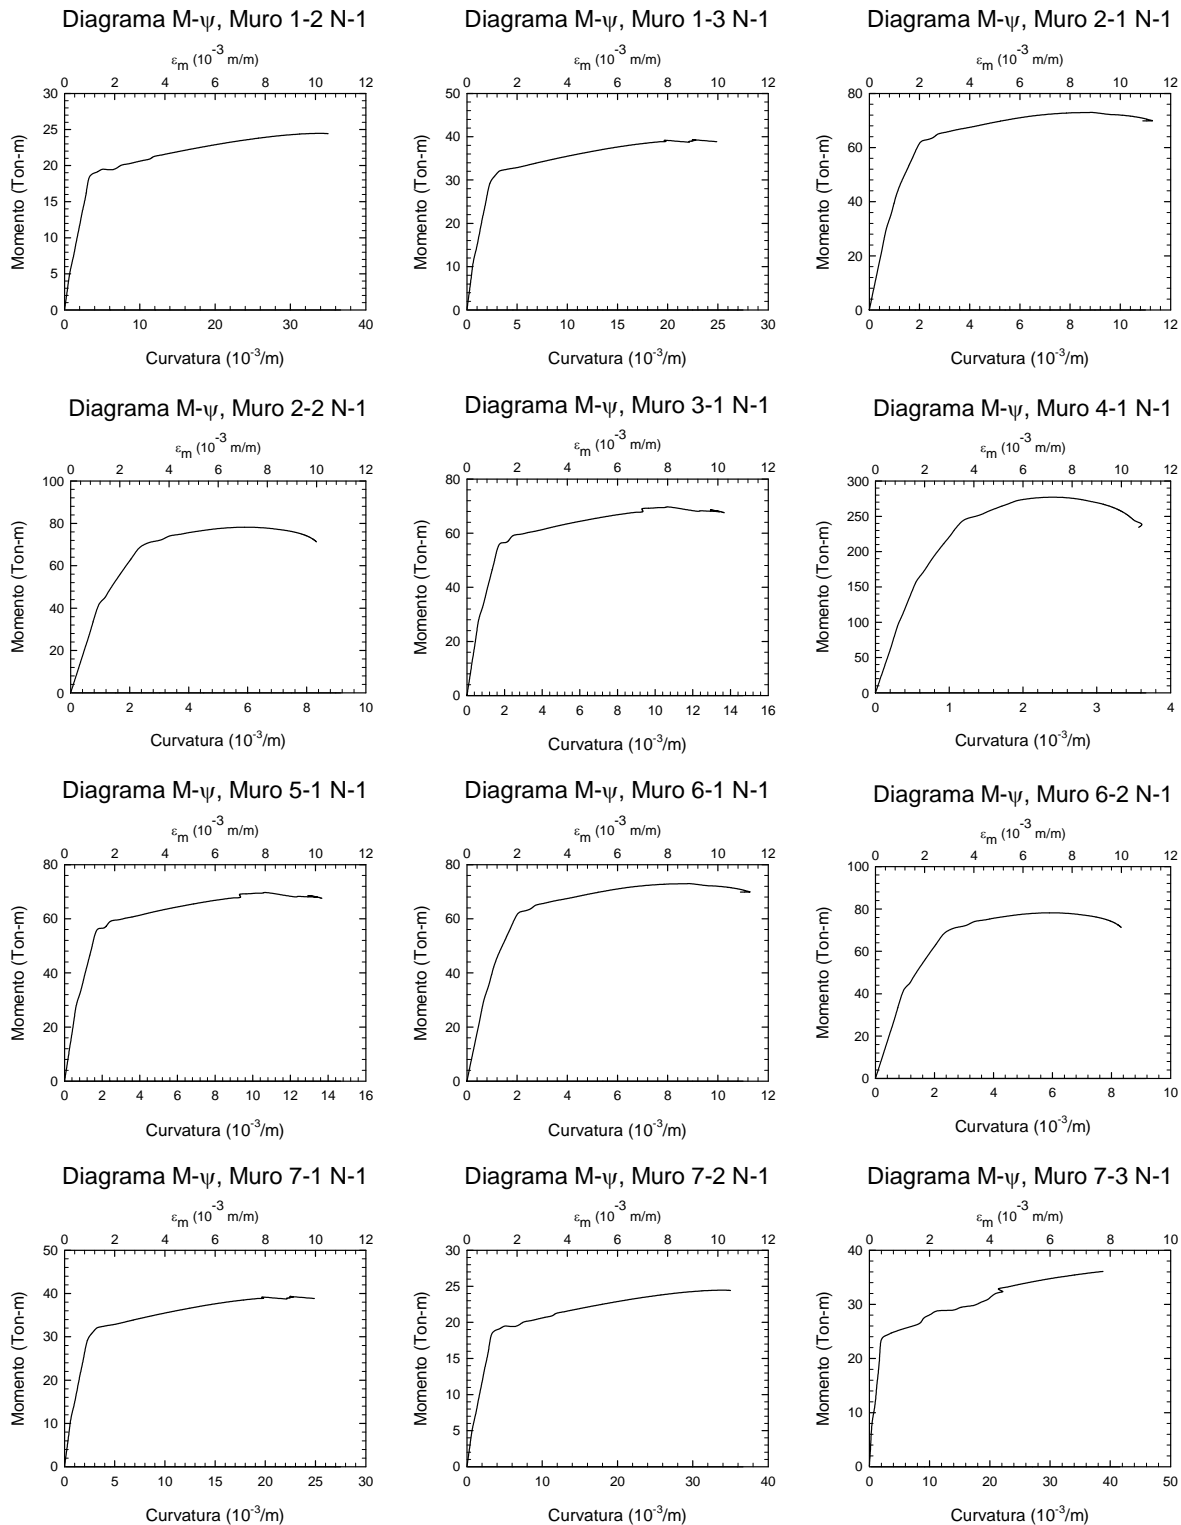 Diagrama M-ψ, Muro 1-2 N-1
ε_m (10^-3 m/m)
0 2 4 6 8 10 12
30
25
20
15
10
5
0
Momento (Ton-m)
0 10 20 30 40
Curvatura (10^-3/m)
Diagrama M-ψ, Muro 1-3 N-1
ε_m (10^-3 m/m)
0 2 4 6 8 10 12
50
40
30
20
10
0
Momento (Ton-m)
0 5 10 15 20 25 30
Curvatura (10^-3/m)
Diagrama M-ψ, Muro 2-1 N-1
ε_m (10^-3 m/m)
0 2 4 6 8 10 12
80
60
40
20
0
Momento (Ton-m)
0 2 4 6 8 10 12
Curvatura (10^-3/m)
Diagrama M-ψ, Muro 2-2 N-1
ε_m (10^-3 m/m)
0 2 4 6 8 10 12
100
80
60
40
20
0
Momento (Ton-m)
0 2 4 6 8 10
Curvatura (10^-3/m)
Diagrama M-ψ, Muro 3-1 N-1
ε_m (10^-3 m/m)
0 2 4 6 8 10 12
80
60
40
20
0
Momento (Ton-m)
0 2 4 6 8 10 12 14 16
Curvatura (10^-3/m)
Diagrama M-ψ, Muro 4-1 N-1
ε_m (10^-3 m/m)
0 2 4 6 8 10 12
300
250
200
150
100
50
0
Momento (Ton-m)
0 1 2 3 4
Curvatura (10^-3/m)
Diagrama M-ψ, Muro 5-1 N-1
ε_m (10^-3 m/m)
0 2 4 6 8 10 12
80
60
40
20
0
Momento (Ton-m)
0 2 4 6 8 10 12 14 16
Curvatura (10^-3/m)
Diagrama M-ψ, Muro 6-1 N-1
ε_m (10^-3 m/m)
0 2 4 6 8 10 12
80
60
40
20
0
Momento (Ton-m)
0 2 4 6 8 10 12
Curvatura (10^-3/m)
Diagrama M-ψ, Muro 6-2 N-1
ε_m (10^-3 m/m)
0 2 4 6 8 10 12
100
80
60
40
20
0
Momento (Ton-m)
0 2 4 6 8 10
Curvatura (10^-3/m)
Diagrama M-ψ, Muro 7-1 N-1
ε_m (10^-3 m/m)
0 2 4 6 8 10 12
50
40
30
20
10
0
Momento (Ton-m)
0 5 10 15 20 25 30
Curvatura (10^-3/m)
Diagrama M-ψ, Muro 7-2 N-1
ε_m (10^-3 m/m)
0 2 4 6 8 10 12
30
25
20
15
10
5
0
Momento (Ton-m)
0 10 20 30 40
Curvatura (10^-3/m)
Diagrama M-ψ, Muro 7-3 N-1
ε_m (10^-3 m/m)
0 2 4 6 8 10
40
30
20
10
0
Momento (Ton-m)
0 10 20 30 40 50
Curvatura (10^-3/m)